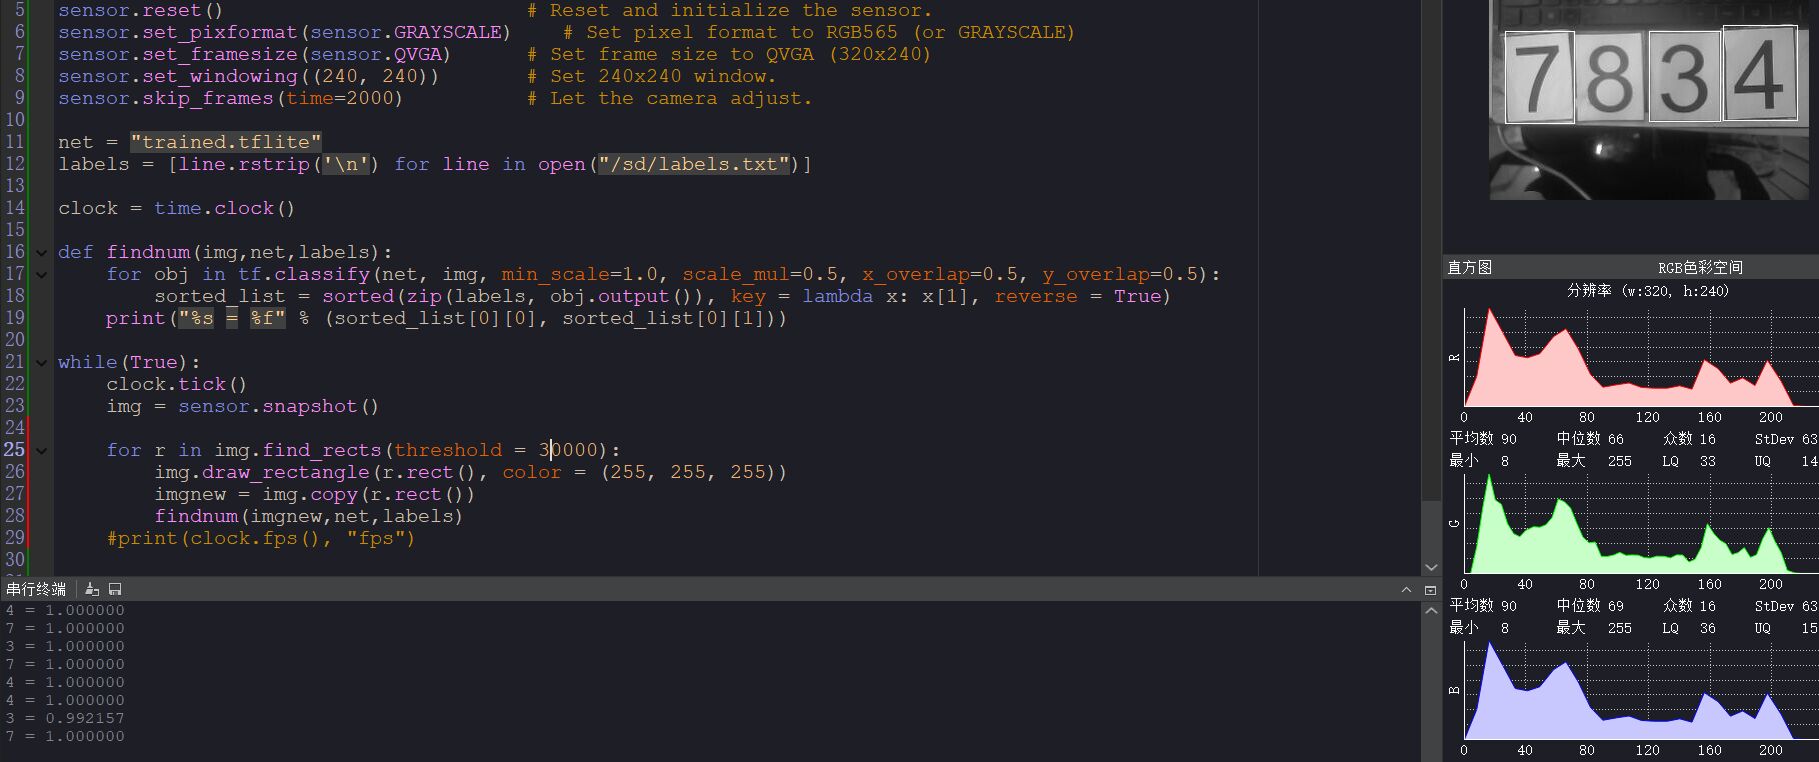 5 sensor.reset() # Reset and initialize the sensor.
6 sensor.set_pixformat(sensor.GRAYSCALE) # Set pixel format to RGB565 (or GRAYSCALE)
7 sensor.set_framesize(sensor.QVGA) # Set frame size to QVGA (320x240)
8 sensor.set_windowing((240, 240)) # Set 240x240 window.
9 sensor.skip_frames(time=2000) # Let the camera adjust.
10
11 net = "trained.tflite"
12 labels = [line.rstrip('\n') for line in open("/sd/labels.txt")]
13
14 clock = time.clock()
15
16 def findnum(img,net,labels):
17 for obj in tf.classify(net, img, min_scale=1.0, scale_mul=0.5, x_overlap=0.5, y_overlap=0.5):
18 sorted_list = sorted(zip(labels, obj.output()), key = lambda x: x[1], reverse = True)
19 print("%s = %f" % (sorted_list[0][0], sorted_list[0][1]))
20
21 while(True):
22 clock.tick()
23 img = sensor.snapshot()
24
25 for r in img.find_rects(threshold = 30000):
26 img.draw_rectangle(r.rect(), color = (255, 255, 255))
27 imgnew = img.copy(r.rect())
28 findnum(imgnew,net,labels)
29 #print(clock.fps(), "fps")
30
串行终端
4 = 1.000000
7 = 1.000000
3 = 1.000000
7 = 1.000000
4 = 1.000000
4 = 1.000000
3 = 0.992157
7 = 1.000000
7 8 3 4
直方图 RGB色彩空间
分辨率 (w:320, h:240)
R
0 40 80 120 160 200
平均数 90 中位数 66 众数 16 StDev 63
最小 8 最大 255 LQ 33 UQ 14
G
0 40 80 120 160 200
平均数 90 中位数 69 众数 16 StDev 63
最小 8 最大 255 LQ 36 UQ 15
B
0 40 80 120 160 200